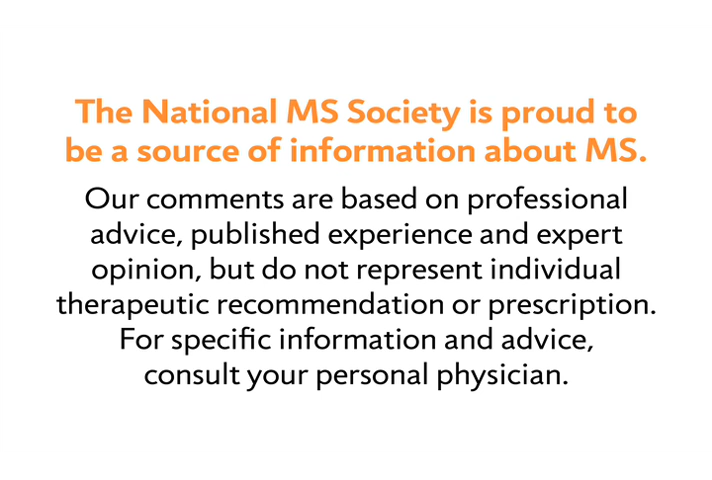 The National MS Society is proud to
be a source of information about MS.
Our comments are based on professional
advice, published experience and expert
opinion, but do not represent individual
therapeutic recommendation or prescription.
For specific information and advice,
consult your personal physician.